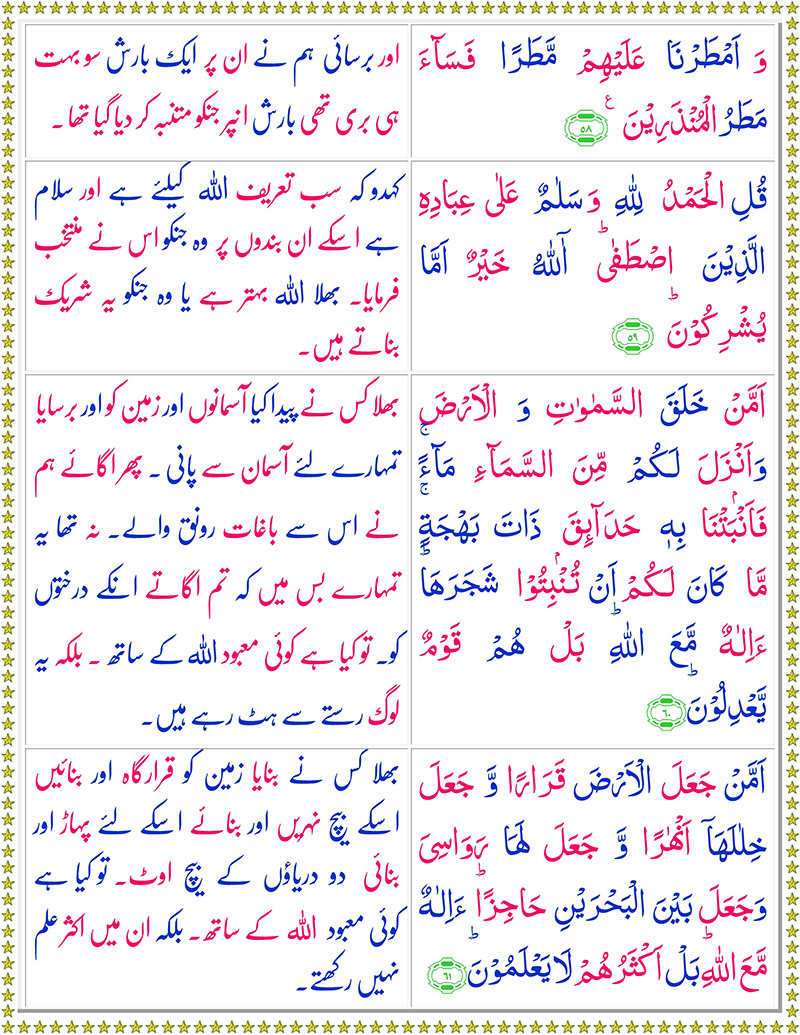 وَ اَمْطَرْنَا عَلَيْهِمْ مَّطَرًا ۚ فَسَآءَ
مَطَرُ الْمُنْذَرِيْنَ ࣖ ﴿۵۸﴾
اور برسائی ہم نے ان پر ایک بارش سو بہت
ہی بری تھی بارش انپر جنکو متنبہ کر دیا گیا تھا۔
قُلِ الْحَمْدُ لِلّٰهِ وَ سَلٰمٌ عَلٰى عِبَادِهِ
الَّذِيْنَ اصْطَفٰى ؕ آٰللّٰهُ خَيْرٌ اَمَّا
يُشْرِكُوْنَ ؕ ﴿۵۹﴾
کہدو کہ سب تعریف اللہ کیلئے ہے اور سلام
ہے اسکے ان بندوں پر وہ جنکو اس نے منتخب
فرمایا۔ بھلا اللہ بہتر ہے یا وہ جنکو یہ شریک
بناتے ہیں۔
اَمَّنْ خَلَقَ السَّمٰوٰتِ وَ الْاَرْضَ
وَ اَنْزَلَ لَكُمْ مِّنَ السَّمَآءِ مَآءً ۚ
فَاَنْۢبَتْنَا بِهٖ حَدَآئِقَ ذَاتَ بَهْجَةٍ ۚ
مَّا كَانَ لَكُمْ اَنْ تُنْۢبِتُوْا شَجَرَهَا ؕ
ءَاِلٰهٌ مَّعَ اللّٰهِ ؕ بَلْ هُمْ قَوْمٌ
يَّعْدِلُوْنَ ؕ ﴿۶۰﴾
بھلا کس نے پیدا کیا آسمانوں اور زمین کو اور برسایا
تمہارے لئے آسمان سے پانی۔ پھر اگائے ہم
نے اس سے باغات رونق والے۔ نہ تھا یہ
تمہارے بس میں کہ تم اگاتے انکے درختوں
کو۔ تو کیا ہے کوئی معبود اللہ کے ساتھ۔ بلکہ یہ
لوگ رستے سے ہٹ رہے ہیں۔
اَمَّنْ جَعَلَ الْاَرْضَ قَرَارًا وَّ جَعَلَ
خِلٰلَهَآ اَنْهٰرًا وَّ جَعَلَ لَهَا رَوَاسِىَ
وَجَعَلَ بَيْنَ الْبَحْرَيْنِ حَاجِزًا ؕ ءَاِلٰهٌ
مَّعَ اللّٰهِ ؕ بَلْ اَكْثَرُهُمْ لَا يَعْلَمُوْنَ ؕ ﴿۶۱﴾
بھلا کس نے بنایا زمین کو قرارگاہ اور بنائیں
اسکے بیچ نہریں اور بنائے اسکے لئے پہاڑ اور
بنائی دو دریاؤں کے بیچ اوٹ۔ تو کیا ہے
کوئی معبود اللہ کے ساتھ۔ بلکہ ان میں اکثر علم
نہیں رکھتے۔